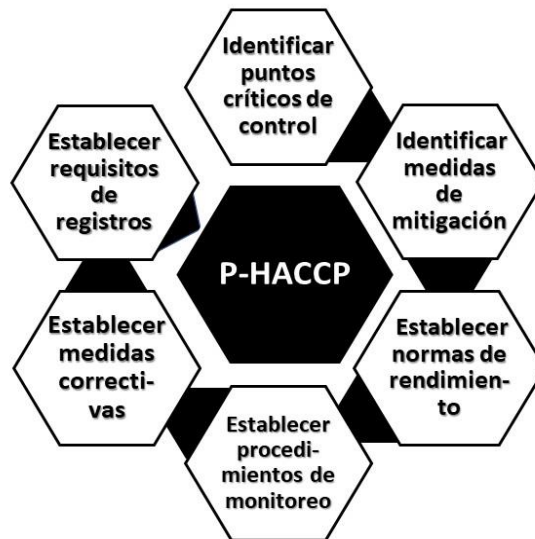 Identificar
puntos
críticos de
control
Identificar
medidas
de
mitigación
Establecer
normas de
rendimien-
to
Establecer
procedi-
mientos de
monitoreo
Establecer
medidas
correcti-
vas
Establecer
requisitos
de
registros
P-HACCP